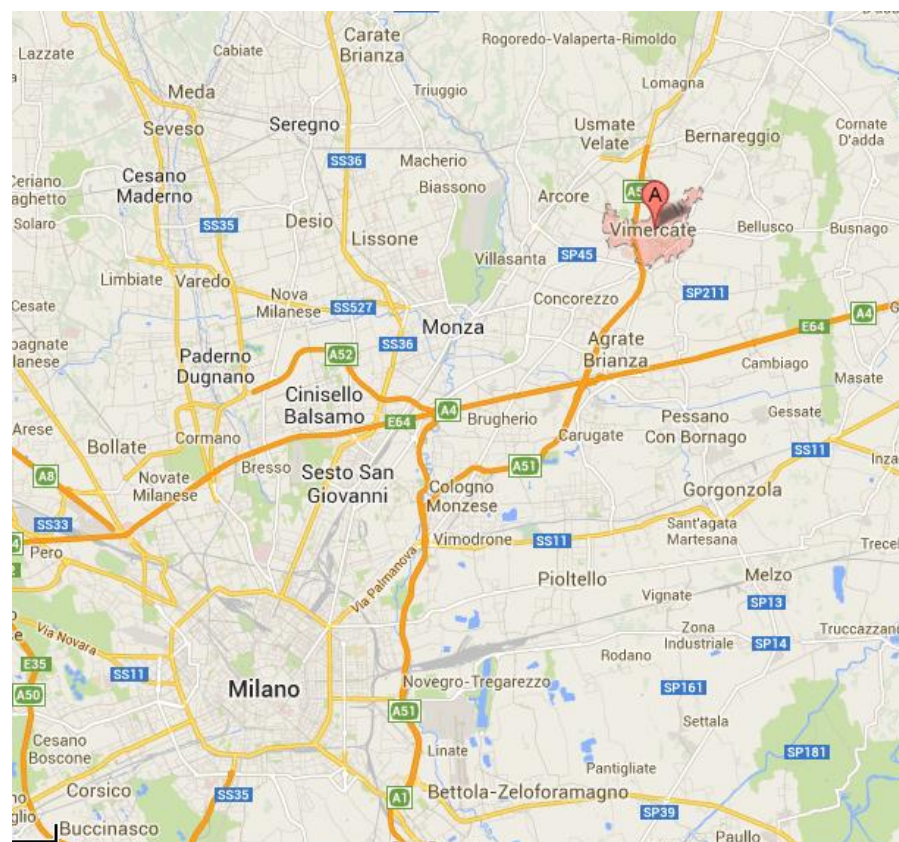 Carate
Brianza
Rogoredo-Valaperta-Rimoldo
D'adda
Lazzate
Cabiate
Meda
Triuggio
Lomagna
Seveso
Seregno
Usmate
Velate
Bernareggio
Cornate
D'adda
SS36
Macherio
Cesano
Maderno
Ceriano
Biassono
Arcore
A
Solaro
SS35
Desio
Lissone
Vimercate
Bellusco
Busnago
Villasanta
SP45
Limbiate
Varedo
Nova
Milanese
SS527
Concorezzo
SP211
Cesate
A4
Monza
E64
SS36
Agrate
Brianza
A52
Paderno
Dugnano
Cambiago
Masate
Cinisello
Balsamo
A4
Brugherio
Pessano
Con Bornago
Gessate
Arese
E64
Bollate
Cormano
Carugate
SS11
Bresso
Sesto San
Giovanni
A51
A8
Novate
Milanese
Cologno
Monzese
Gorgonzola
SS33
Sant'agata
Martesana
Pero
Vimodrone
SS11
Via Palmanova
Pioltello
Melzo
Vignate
SP13
Via Novara
Zona
Industriale
SP14
Truccazzano
E35
SS11
Rodano
Milano
Novegro-Tregarezzo
SP161
A50
A51
Settala
Cesano
Boscone
Linate
SP181
Pantigliate
Corsico
SS35
A1
Bettola-Zeloforamagno
SP39
Buccinasco
Paullo